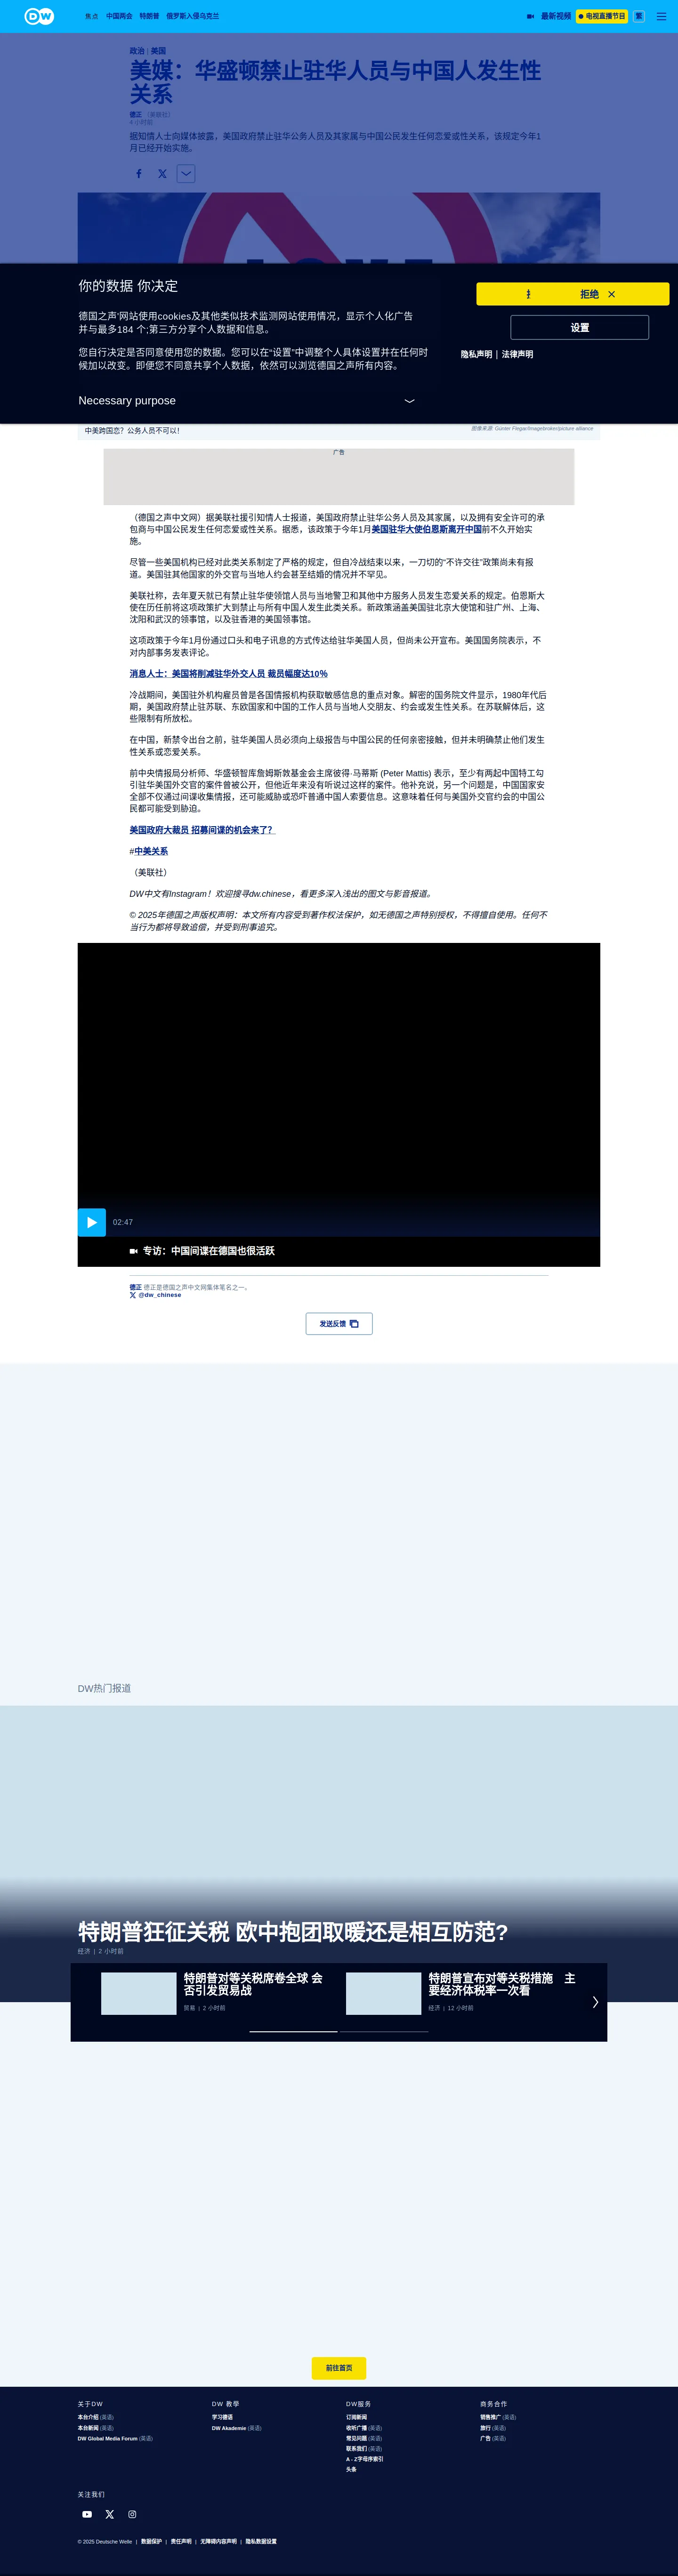 DW
焦点 中国两会 特朗普 俄罗斯入侵乌克兰
最新视频 电视直播节目 繁
政治 | 美国
美媒：华盛顿禁止驻华人员与中国人发生性
关系
德正 （美联社）
4 小时前
据知情人士向媒体披露，美国政府禁止驻华公务人员及其家属与中国公民发生任何恋爱或性关系，该规定今年1
月已经开始实施。
你的数据 你决定
德国之声'网站使用cookies及其他类似技术监测网站使用情况，显示个人化广告
并与最多184 个;第三方分享个人数据和信息。
您自行决定是否同意使用您的数据。您可以在"设置"中调整个人具体设置并在任何时
候加以改变。即便您不同意共享个人数据，依然可以浏览德国之声所有内容。
Necessary purpose
拒绝
设置
隐私声明 | 法律声明
中美跨国恋？公务人员不可以！
图像来源: Günter Flegar/Imagebroker/picture alliance
广告
（德国之声中文网）据美联社援引知情人士报道，美国政府禁止驻华公务人员及其家属，以及拥有安全许可的承
包商与中国公民发生任何恋爱或性关系。据悉，该政策于今年1月美国驻华大使伯恩斯离开中国前不久开始实
施。
尽管一些美国机构已经对此类关系制定了严格的规定，但自冷战结束以来，一刀切的“不许交往”政策尚未有报
道。美国驻其他国家的外交官与当地人约会甚至结婚的情况并不罕见。
美联社称，去年夏天就已有禁止驻华使领馆人员与当地警卫和其他中方服务人员发生恋爱关系的规定。伯恩斯大
使在历任前将这项政策扩大到禁止与所有中国人发生此类关系。新政策涵盖美国驻北京大使馆和驻广州、上海、
沈阳和武汉的领事馆，以及驻香港的美国领事馆。
这项政策于今年1月份通过口头和电子讯息的方式传达给驻华美国人员，但尚未公开宣布。美国国务院表示，不
对内部事务发表评论。
消息人士：美国将削减驻华外交人员 裁员幅度达10％
冷战期间，美国驻外机构雇员曾是各国情报机构获取敏感信息的重点对象。解密的国务院文件显示，1980年代后
期，美国政府禁止驻苏联、东欧国家和中国的工作人员与当地人交朋友、约会或发生性关系。在苏联解体后，这
些限制有所放松。
在中国，新禁令出台之前，驻华美国人员必须向上级报告与中国公民的任何亲密接触，但并未明确禁止他们发生
性关系或恋爱关系。
前中央情报局分析师、华盛顿智库詹姆斯敦基金会主席彼得·马蒂斯 (Peter Mattis) 表示，至少有两起中国特工勾
引驻华美国外交官的案件曾被公开，但他近年来没有听说过这样的案件。他补充说，另一个问题是，中国国家安
全部不仅通过间谍收集情报，还可能威胁或恐吓普通中国人索要信息。这意味着任何与美国外交官约会的中国公
民都可能受到胁迫。
美国政府大裁员 招募间谍的机会来了？
#中美关系
（美联社）
DW中文有Instagram！欢迎搜寻dw.chinese，看更多深入浅出的图文与影音报道。
© 2025年德国之声版权声明：本文所有内容受到著作权法保护，如无德国之声特别授权，不得擅自使用。任何不
当行为都将导致追偿，并受到刑事追究。
02:47
专访：中国间谍在德国也很活跃
德正 德正是德国之声中文网集体笔名之一。
@dw_chinese
发送反馈
DW热门报道
特朗普狂征关税 欧中抱团取暖还是相互防范?
经济 | 2 小时前
特朗普对等关税席卷全球 会
否引发贸易战
贸易 | 2 小时前
特朗普宣布对等关税措施 主
要经济体税率一次看
经济 | 12 小时前
前往首页
关于DW
本台介绍 (英语)
本台新闻 (英语)
DW Global Media Forum (英语)
DW 教學
学习德语
DW Akademie (英语)
DW服务
订阅新闻
收听广播 (英语)
常见问题 (英语)
联系我们 (英语)
A - Z字母序索引
头条
商务合作
销售推广 (英语)
旅行 (英语)
广告 (英语)
关注我们
© 2025 Deutsche Welle | 数据保护 | 责任声明 | 无障碍内容声明 | 隐私数据设置